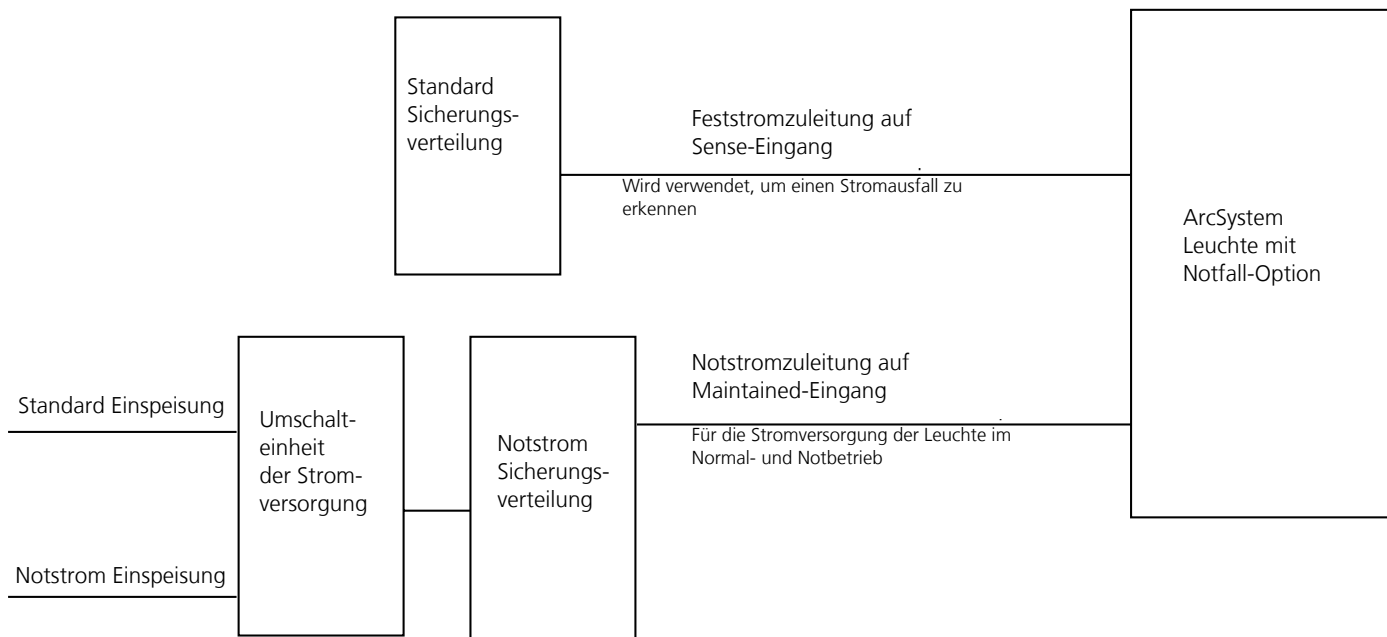 Standard
Sicherungs-
verteilung
Feststromzuleitung auf
Sense-Eingang
Wird verwendet, um einen Stromausfall zu
erkennen
ArcSystem
Leuchte mit
Notfall-Option
Standard Einspeisung
Notstrom Einspeisung
Umschalt-
einheit
der Strom-
versorgung
Notstrom
Sicherungs-
verteilung
Notstromzuleitung auf
Maintained-Eingang
Für die Stromversorgung der Leuchte im
Normal- und Notbetrieb